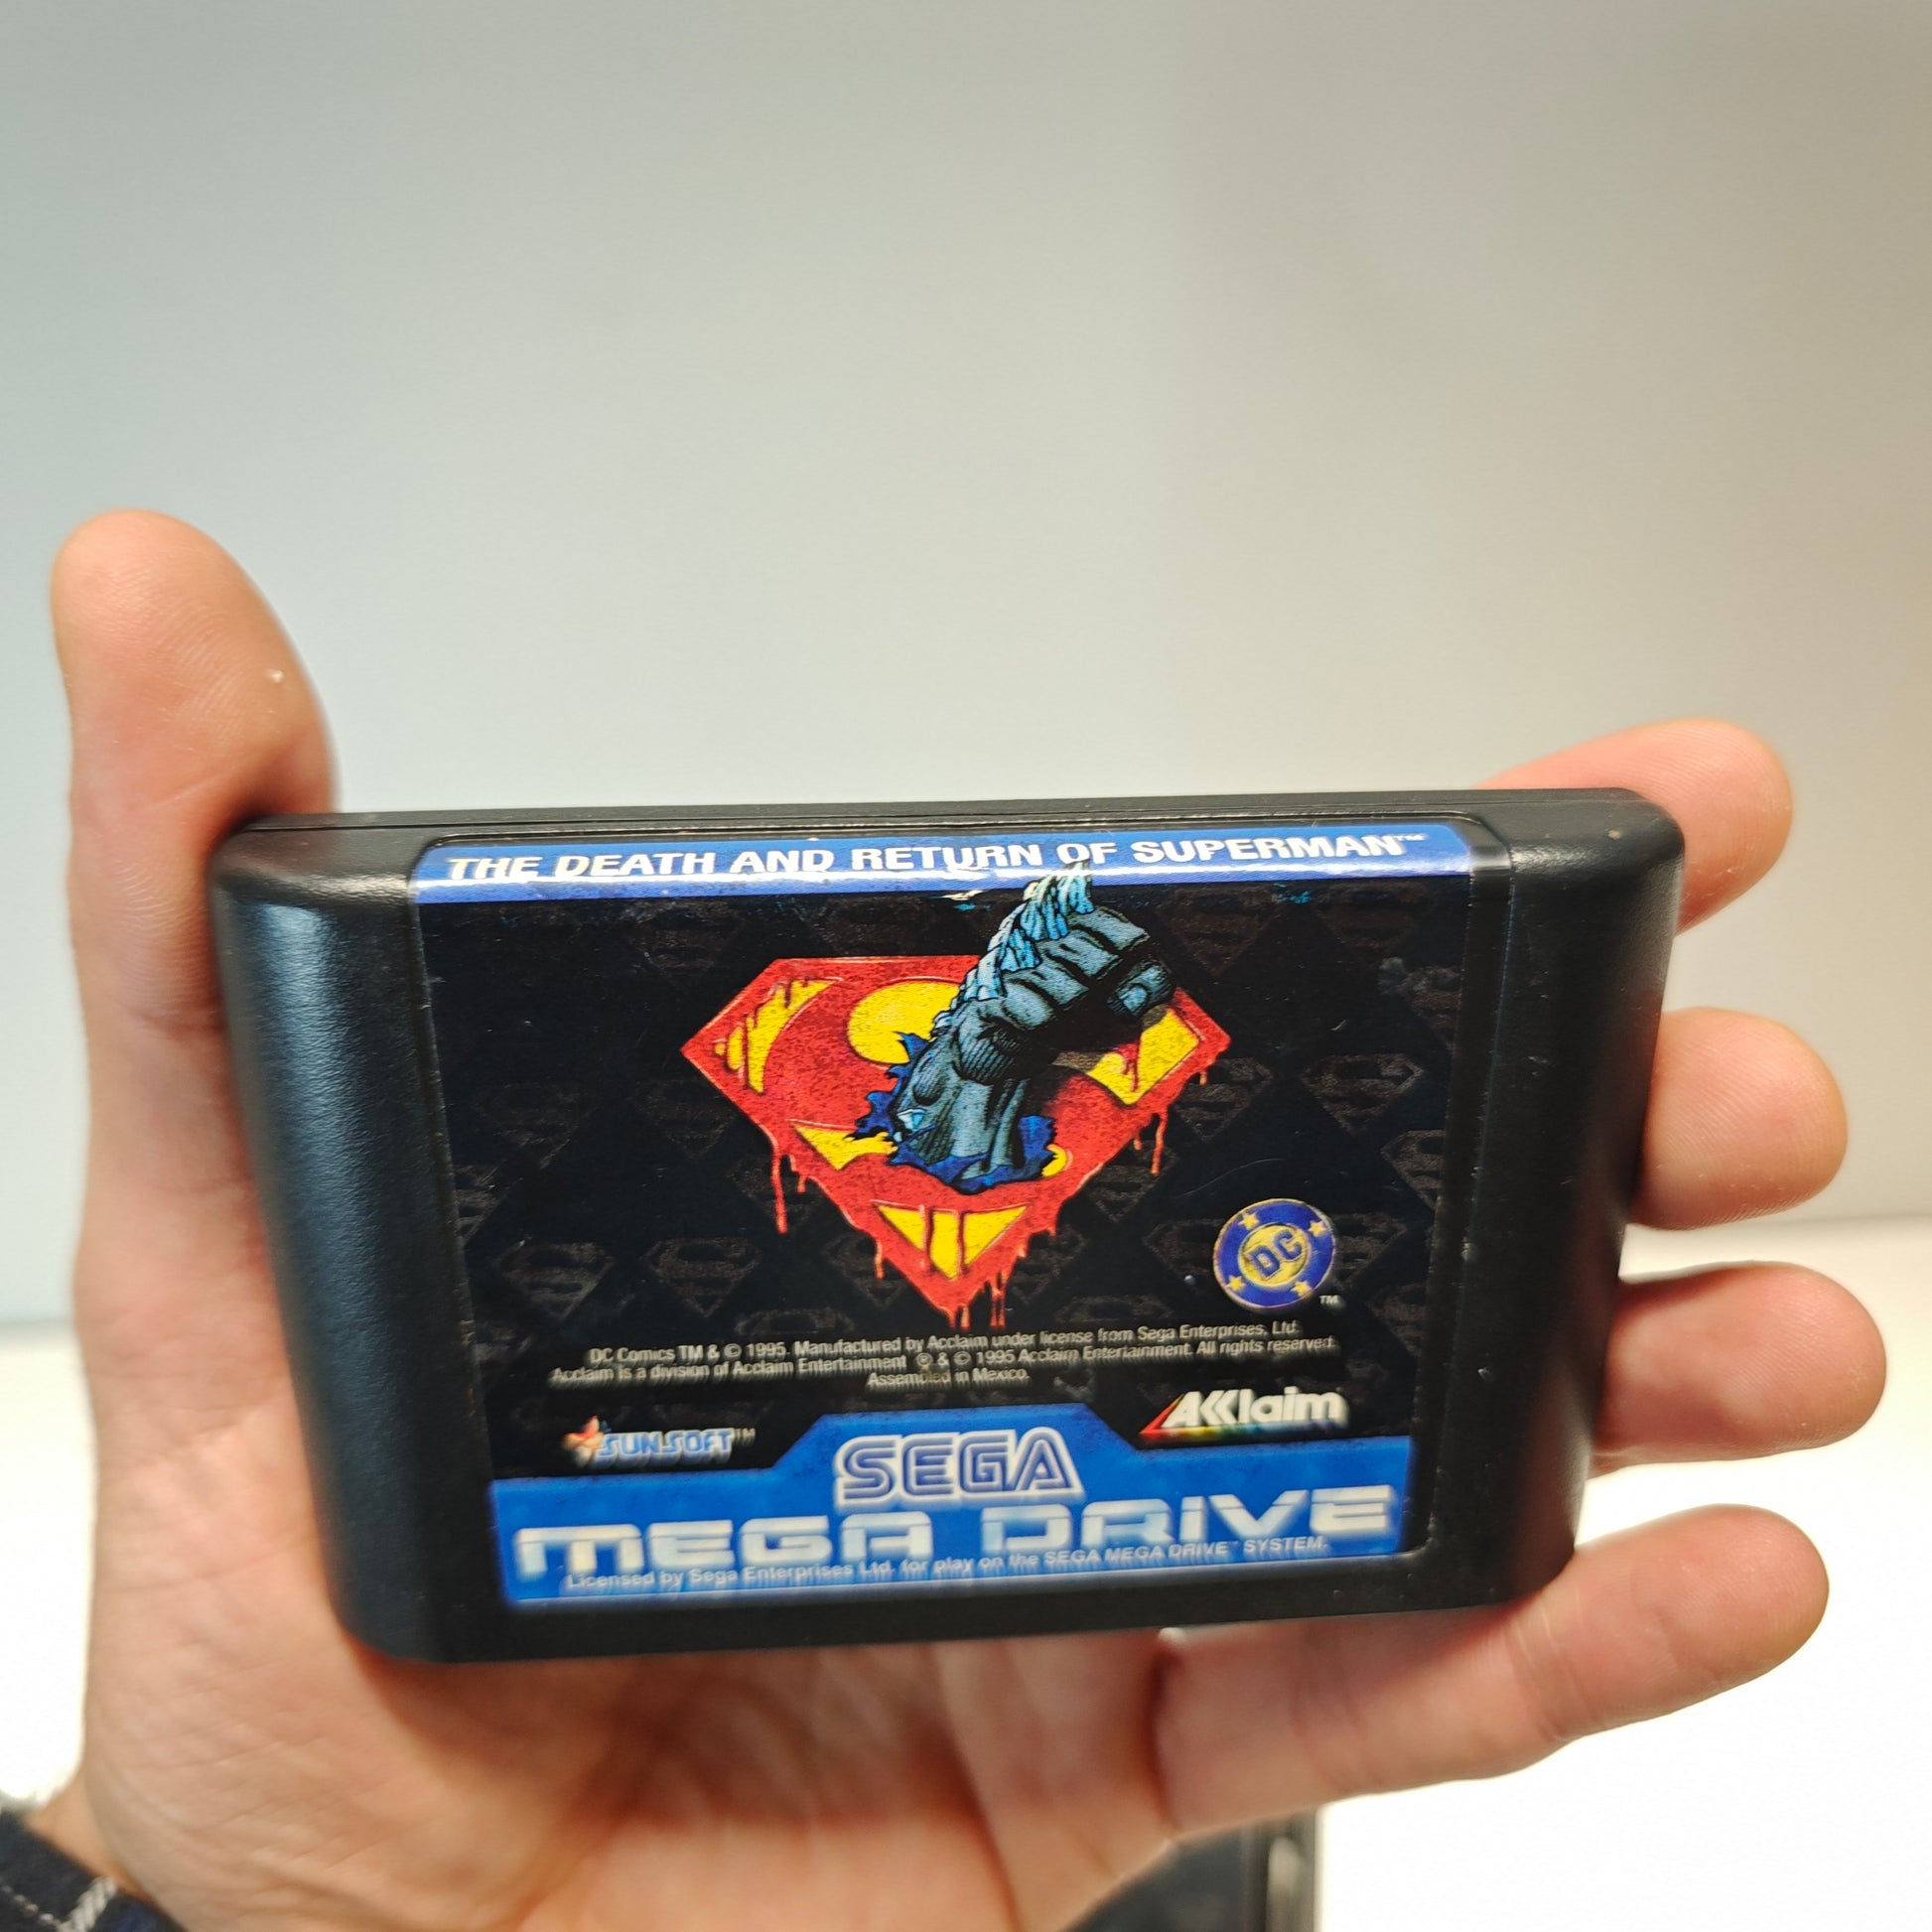 THE DEATH AND RETURN OF SUPERMAN™
DC
TM
DC Comics TM & © 1995. Manufactured by Acclaim under license from Sega Enterprises, Ltd.
Acclaim is a division of Acclaim Entertainment ℗ & © 1995 Acclaim Entertainment. All rights reserved.
Assembled in Mexico.
SUNSOFT™
AKKlaim
SEGA
MEGA DRIVE
Licensed by Sega Enterprises Ltd. for play on the SEGA MEGA DRIVE™ SYSTEM.